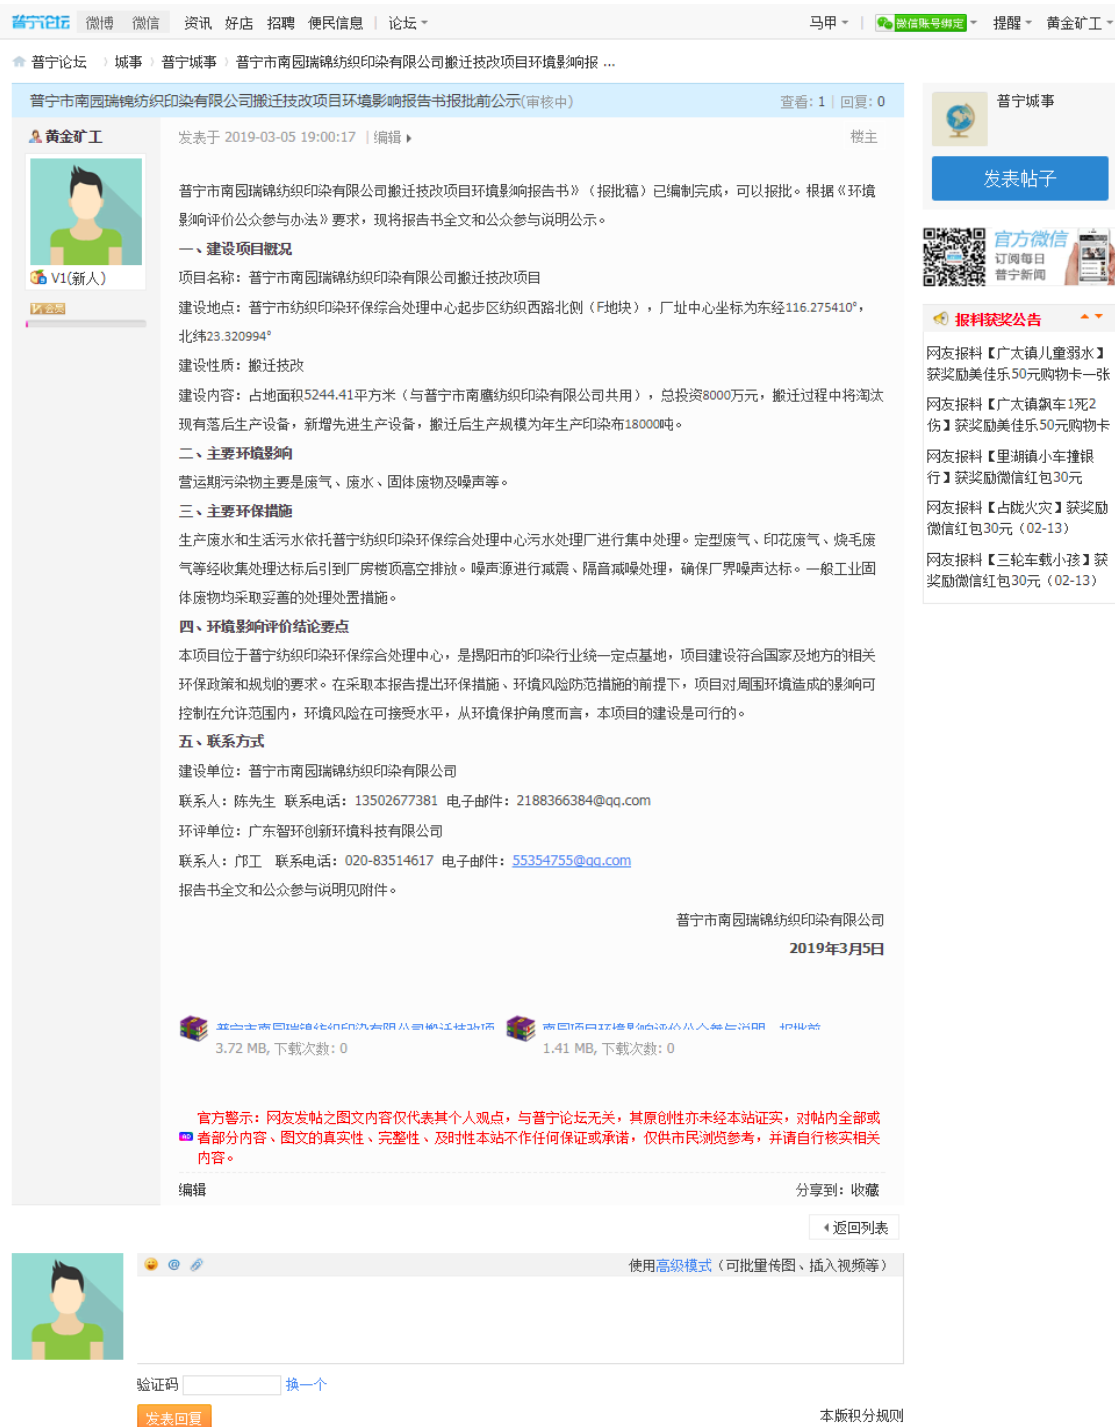 普宁论坛 微博 微信 资讯 好店 招聘 便民信息 | 论坛 马甲 | 微信账号绑定 提醒 黄金矿工
普宁论坛 › 城事 › 普宁城事 › 普宁市南园瑞锦纺织印染有限公司搬迁技改项目环境影响报 ...
普宁市南园瑞锦纺织印染有限公司搬迁技改项目环境影响报告书报批前公示(审核中) 查看: 1 | 回复: 0
黄金矿工
V1(新人)
V1会员
发表于 2019-03-05 19:00:17 | 编辑 楼主
普宁市南园瑞锦纺织印染有限公司搬迁技改项目环境影响报告书》（报批稿）已编制完成，可以报批。根据《环境
影响评价公众参与办法》要求，现将报告书全文和公众参与说明公示。
一、建设项目概况
项目名称：普宁市南园瑞锦纺织印染有限公司搬迁技改项目
建设地点：普宁市纺织印染环保综合处理中心起步区纺织西路北侧（F地块），厂址中心坐标为东经116.275410°，
北纬23.320994°
建设性质：搬迁技改
建设内容：占地面积5244.41平方米（与普宁市南鹰纺织印染有限公司共用），总投资8000万元，搬迁过程中将淘汰
现有落后生产设备，新增先进生产设备，搬迁后生产规模为年生产印染布18000吨。
二、主要环境影响
营运期污染物主要是废气、废水、固体废物及噪声等。
三、主要环保措施
生产废水和生活污水依托普宁纺织印染环保综合处理中心污水处理厂进行集中处理。定型废气、印花废气、烧毛废
气等经收集处理达标后引到厂房楼顶高空排放。噪声源进行减震、隔音减噪处理，确保厂界噪声达标。一般工业固
体废物均采取妥善的处理处置措施。
四、环境影响评价结论要点
本项目位于普宁纺织印染环保综合处理中心，是揭阳市的印染行业统一定点基地，项目建设符合国家及地方的相关
环保政策和规划的要求。在采取本报告提出环保措施、环境风险防范措施的前提下，项目对周围环境造成的影响可
控制在允许范围内，环境风险在可接受水平，从环境保护角度而言，本项目的建设是可行的。
五、联系方式
建设单位：普宁市南园瑞锦纺织印染有限公司
联系人：陈先生 联系电话：13502677381 电子邮件：2188366384@qq.com
环评单位：广东智环创新环境科技有限公司
联系人：邝工 联系电话：020-83514617 电子邮件：55354755@qq.com
报告书全文和公众参与说明见附件。
普宁市南园瑞锦纺织印染有限公司
2019年3月5日
普宁市南园瑞锦纺织印染有限公司搬迁技改项 南园项目环境影响评价公众参与说明__报批前
3.72 MB, 下载次数: 0 1.41 MB, 下载次数: 0
官方警示：网友发帖之图文内容仅代表其个人观点，与普宁论坛无关，其原创性亦未经本站证实，对帖内全部或
AD 者部分内容、图文的真实性、完整性、及时性本站不作任何保证或承诺，仅供市民浏览参考，并请自行核实相关
内容。
编辑 分享到：收藏
返回列表
使用高级模式（可批量传图、插入视频等）
验证码 换一个
发表回复 本版积分规则
普宁城事
发表帖子
官方微信
订阅每日
普宁新闻
报料获奖公告
网友报料【广太镇儿童溺水】
获奖励美佳乐50元购物卡一张
网友报料【广太镇飙车1死2
伤】获奖励美佳乐50元购物卡
网友报料【里湖镇小车撞银
行】获奖励微信红包30元
网友报料【占陇火灾】获奖励
微信红包30元（02-13）
网友报料【三轮车载小孩】获
奖励微信红包30元（02-13）